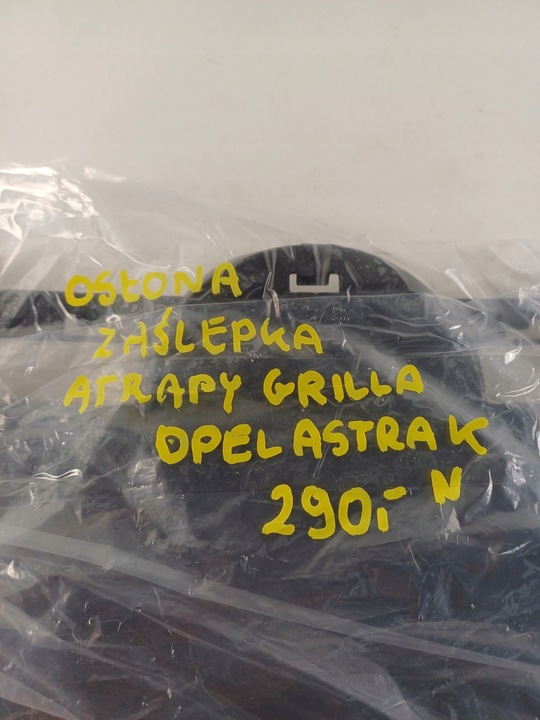 OSŁONA
ZAŚLEPKA
ATRAPY GRILLA
OPEL ASTRA K
290,- N